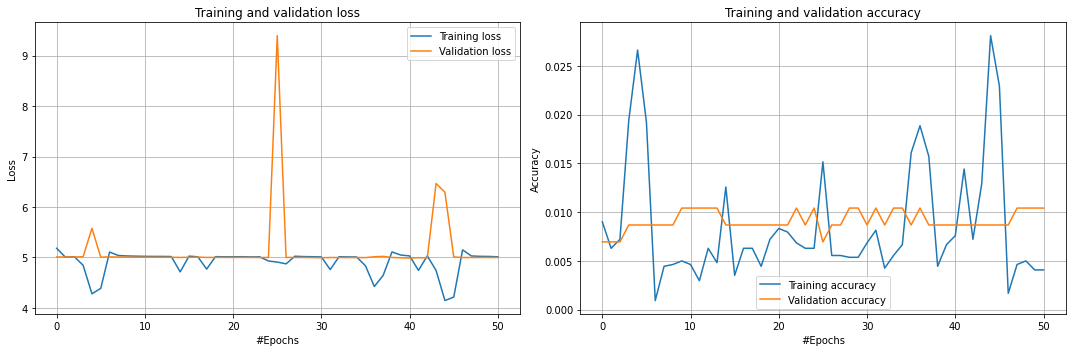 Training and validation loss
Training loss
Validation loss
9
8
7
6
5
4
Loss
0 10 20 30 40 50
#Epochs
Training and validation accuracy
0.025
0.020
0.015
0.010
0.005
0.000
Accuracy
Training accuracy
Validation accuracy
0 10 20 30 40 50
#Epochs